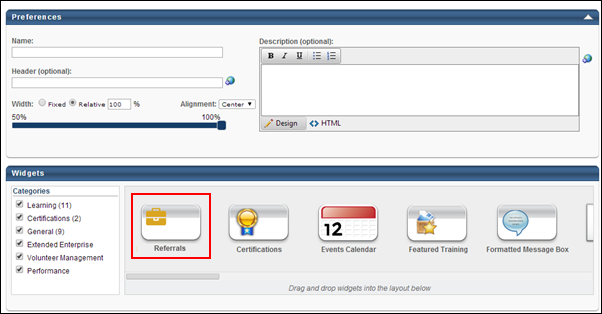 Preferences
Name:
Header (optional):
Width: Fixed Relative 100 % Alignment: Center
50% 100%
Description (optional):
B I U
Design HTML
Widgets
Categories
Learning (11)
Certifications (2)
General (9)
Extended Enterprise
Volunteer Management
Performance
Referrals
Certifications
12
Events Calendar
Featured Training
Formatted Message Box
Drag and drop widgets into the layout below